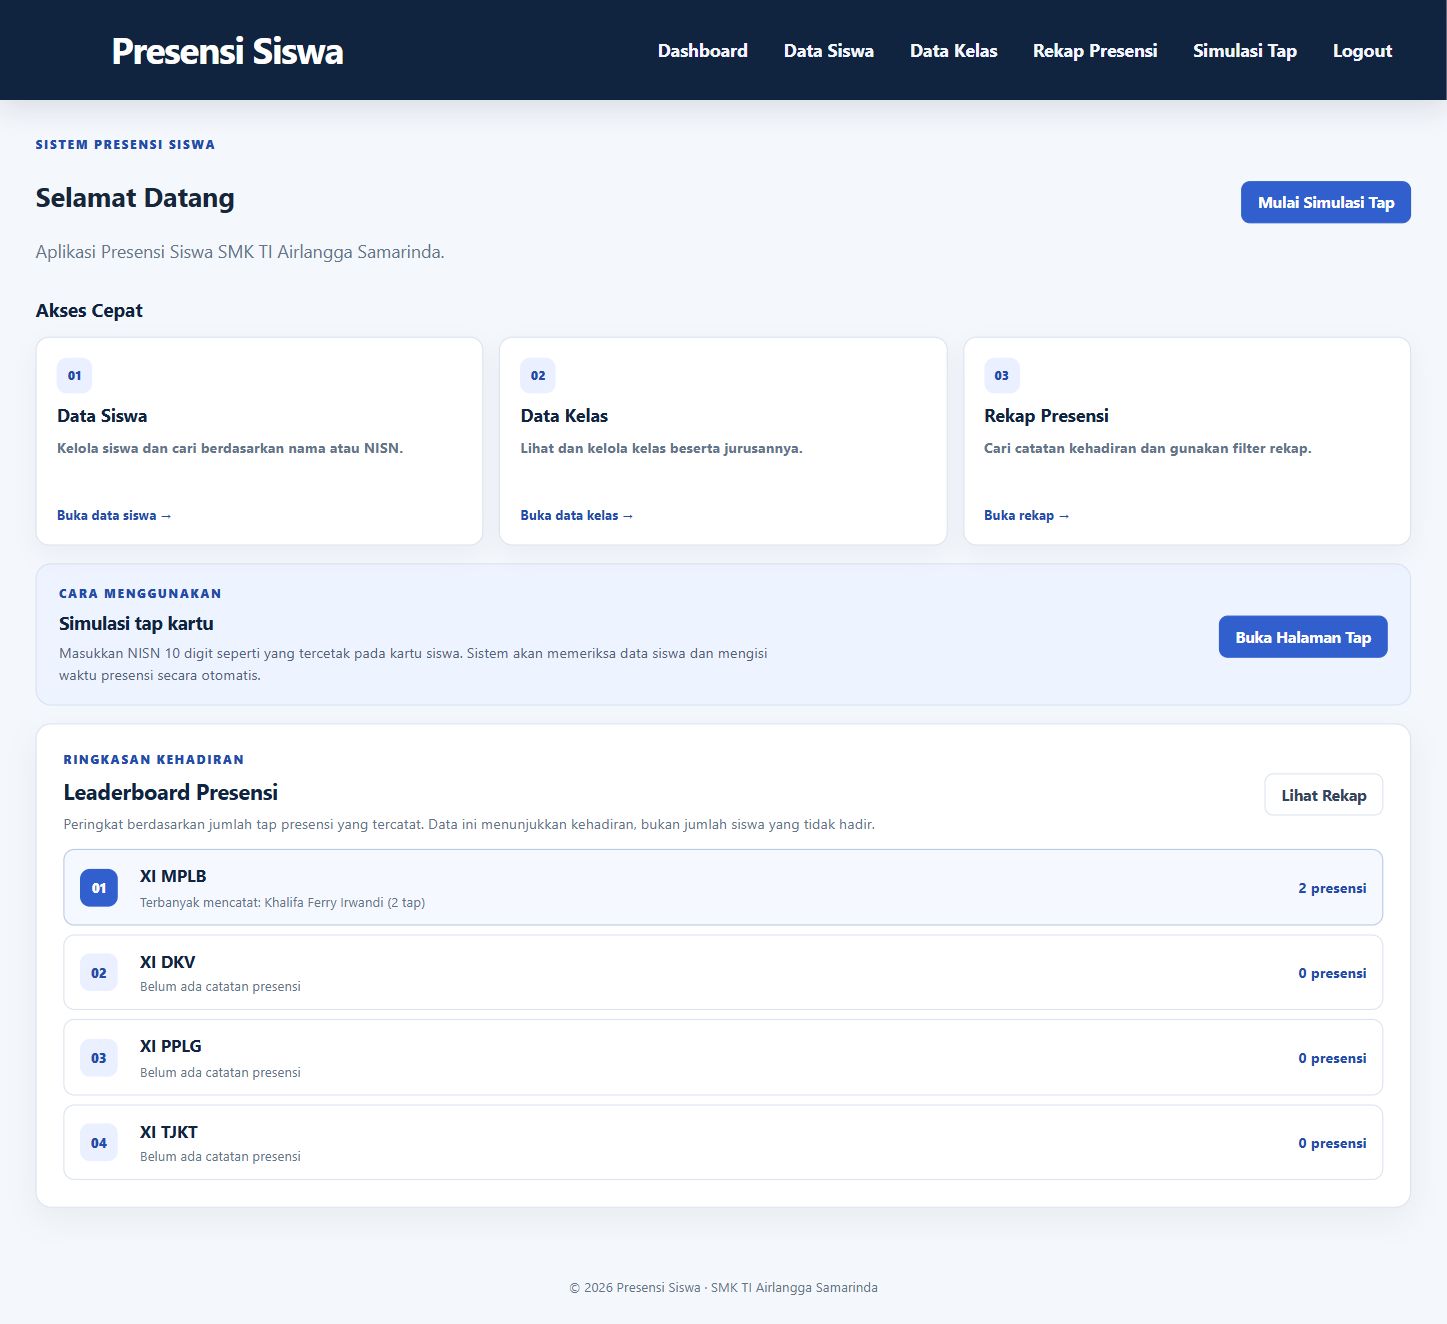 Presensi Siswa
Dashboard Data Siswa Data Kelas Rekap Presensi Simulasi Tap Logout
SISTEM PRESENSI SISWA
Selamat Datang
Mulai Simulasi Tap
Aplikasi Presensi Siswa SMK TI Airlangga Samarinda.
Akses Cepat
01
Data Siswa
Kelola siswa dan cari berdasarkan nama atau NISN.
Buka data siswa →
02
Data Kelas
Lihat dan kelola kelas beserta jurusannya.
Buka data kelas →
03
Rekap Presensi
Cari catatan kehadiran dan gunakan filter rekap.
Buka rekap →
CARA MENGGUNAKAN
Simulasi tap kartu
Masukkan NISN 10 digit seperti yang tercetak pada kartu siswa. Sistem akan memeriksa data siswa dan mengisi
waktu presensi secara otomatis.
Buka Halaman Tap
RINGKASAN KEHADIRAN
Leaderboard Presensi
Peringkat berdasarkan jumlah tap presensi yang tercatat. Data ini menunjukkan kehadiran, bukan jumlah siswa yang tidak hadir.
Lihat Rekap
01
XI MPLB
Terbanyak mencatat: Khalifa Ferry Irwandi (2 tap)
2 presensi
02
XI DKV
Belum ada catatan presensi
0 presensi
03
XI PPLG
Belum ada catatan presensi
0 presensi
04
XI TJKT
Belum ada catatan presensi
0 presensi
© 2026 Presensi Siswa · SMK TI Airlangga Samarinda